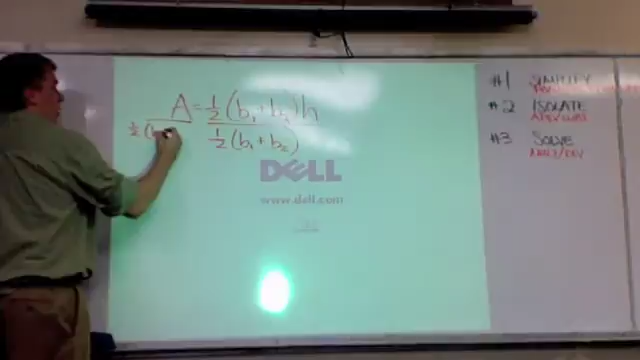 A = ½ (b₁ + b₂) h
½ (b ½ (b₁ + b₂)
DELL
www.dell.com
#1 SIMPLIFY
#2 ISOLATE
#3 SOLVE